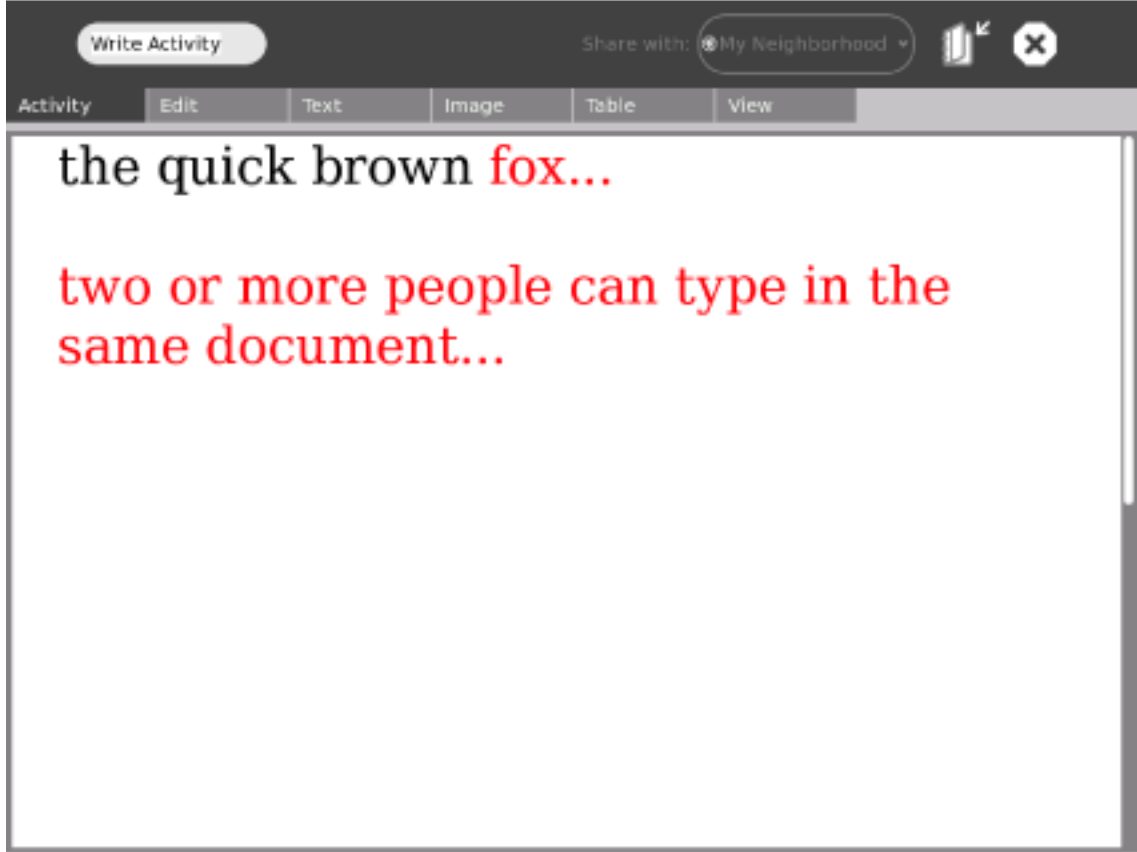 Write Activity
Share with: My Neighborhood
Activity Edit Text Image Table View
the quick brown fox...
two or more people can type in the
same document...